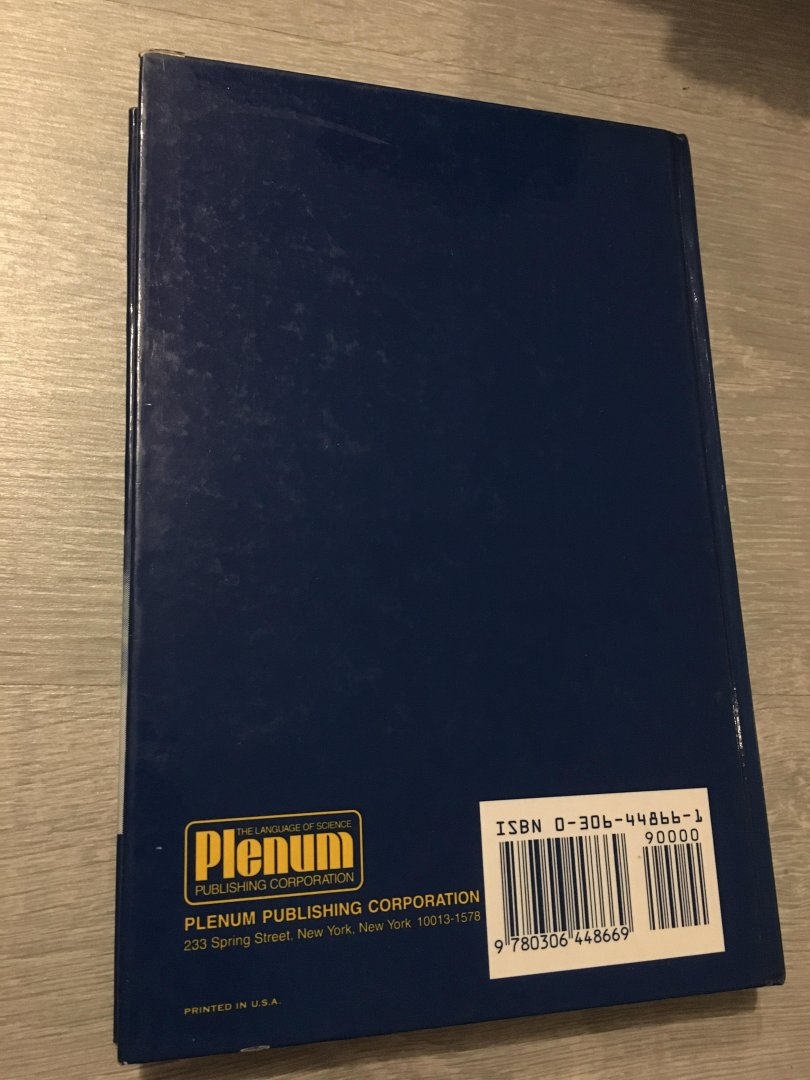 THE LANGUAGE OF SCIENCE
Plenum
PUBLISHING CORPORATION
PLENUM PUBLISHING CORPORATION
233 Spring Street, New York, New York 10013-1578
PRINTED IN U.S.A.
ISBN 0-306-44866-1
90000
9 780306 448669